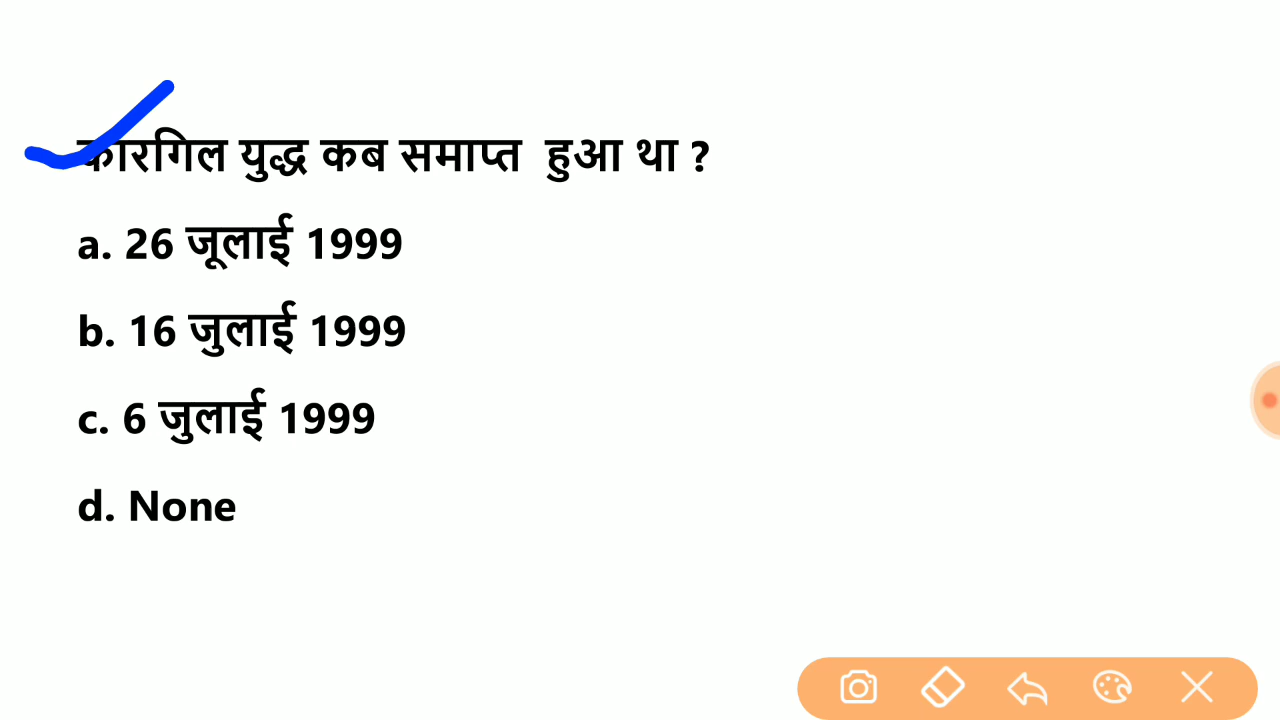 कारगिल युद्ध कब समाप्त हुआ था ?
a. 26 जूलाई 1999
b. 16 जुलाई 1999
c. 6 जुलाई 1999
d. None